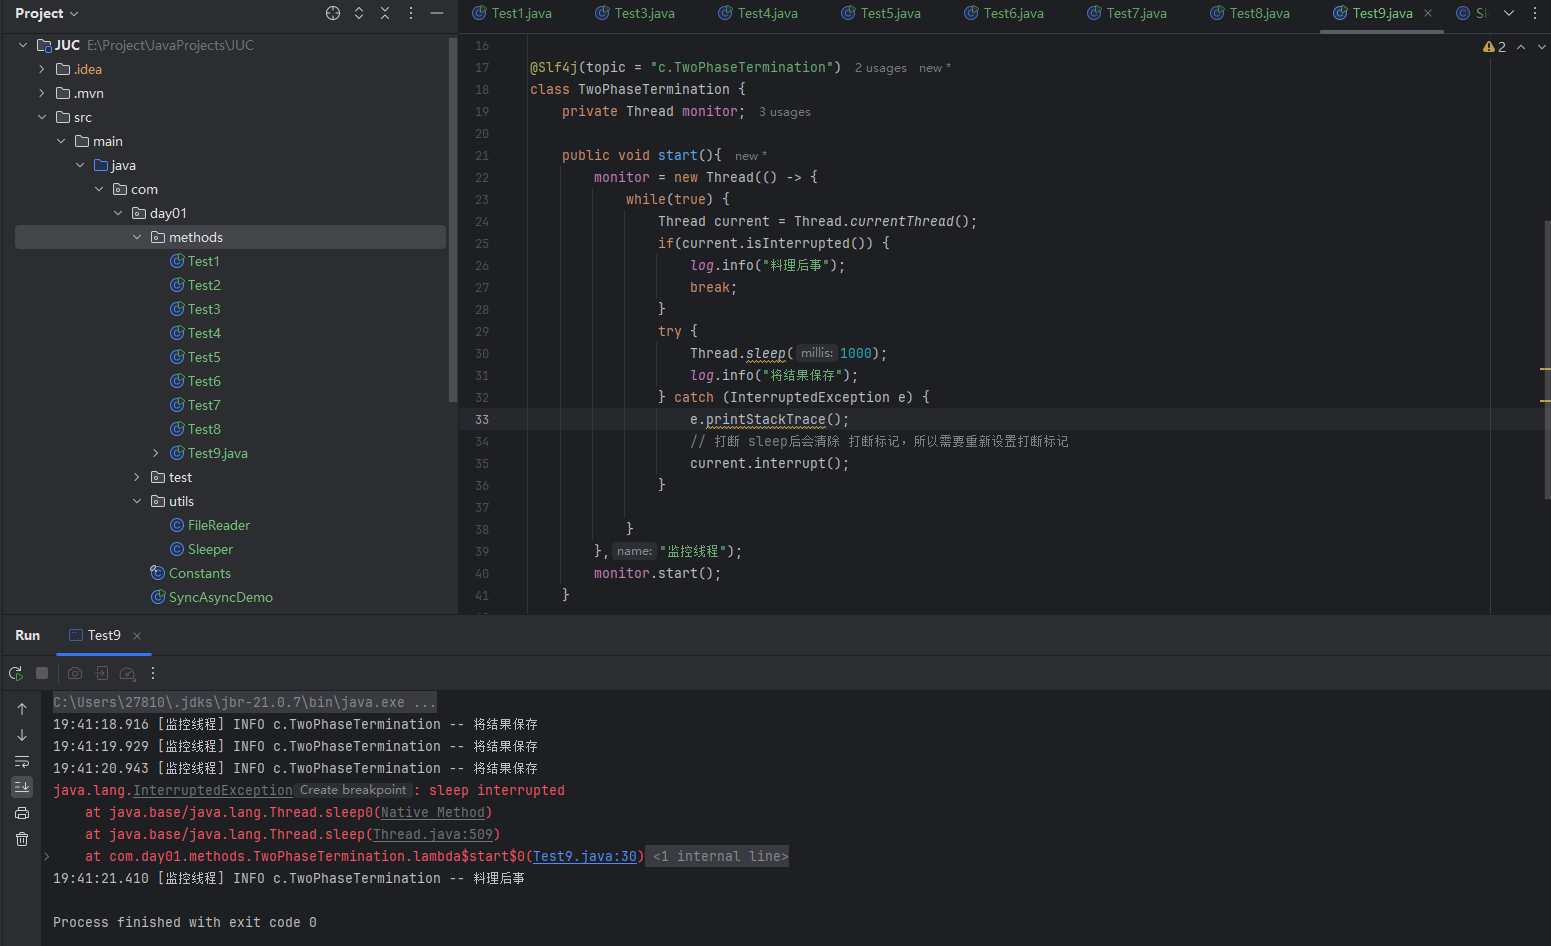 Project
Test1.java Test3.java Test4.java Test5.java Test6.java Test7.java Test8.java Test9.java
JUC E:\Project\JavaProjects\JUC
.idea
.mvn
src
main
java
com
day01
methods
Test1
Test2
Test3
Test4
Test5
Test6
Test7
Test8
Test9.java
test
utils
FileReader
Sleeper
Constants
SyncAsyncDemo
2
16
17 @Slf4j(topic = "c.TwoPhaseTermination") 2 usages new *
18 class TwoPhaseTermination {
19 private Thread monitor; 3 usages
20
21 public void start(){ new *
22 monitor = new Thread(() -> {
23 while(true) {
24 Thread current = Thread.currentThread();
25 if(current.isInterrupted()) {
26 log.info("料理后事");
27 break;
28 }
29 try {
30 Thread.sleep( millis: 1000);
31 log.info("将结果保存");
32 } catch (InterruptedException e) {
33 e.printStackTrace();
34 // 打断 sleep后会清除 打断标记，所以需要重新设置打断标记
35 current.interrupt();
36 }
37
38 }
39 }, name: "监控线程");
40 monitor.start();
41 }
Run Test9
C:\Users\27810\.jdks\jbr-21.0.7\bin\java.exe ...
19:41:18.916 [监控线程] INFO c.TwoPhaseTermination -- 将结果保存
19:41:19.929 [监控线程] INFO c.TwoPhaseTermination -- 将结果保存
19:41:20.943 [监控线程] INFO c.TwoPhaseTermination -- 将结果保存
java.lang.InterruptedException Create breakpoint : sleep interrupted
at java.base/java.lang.Thread.sleep0(Native Method)
at java.base/java.lang.Thread.sleep(Thread.java:509)
at com.day01.methods.TwoPhaseTermination.lambda$start$0(Test9.java:30) <1 internal line>
19:41:21.410 [监控线程] INFO c.TwoPhaseTermination -- 料理后事
Process finished with exit code 0